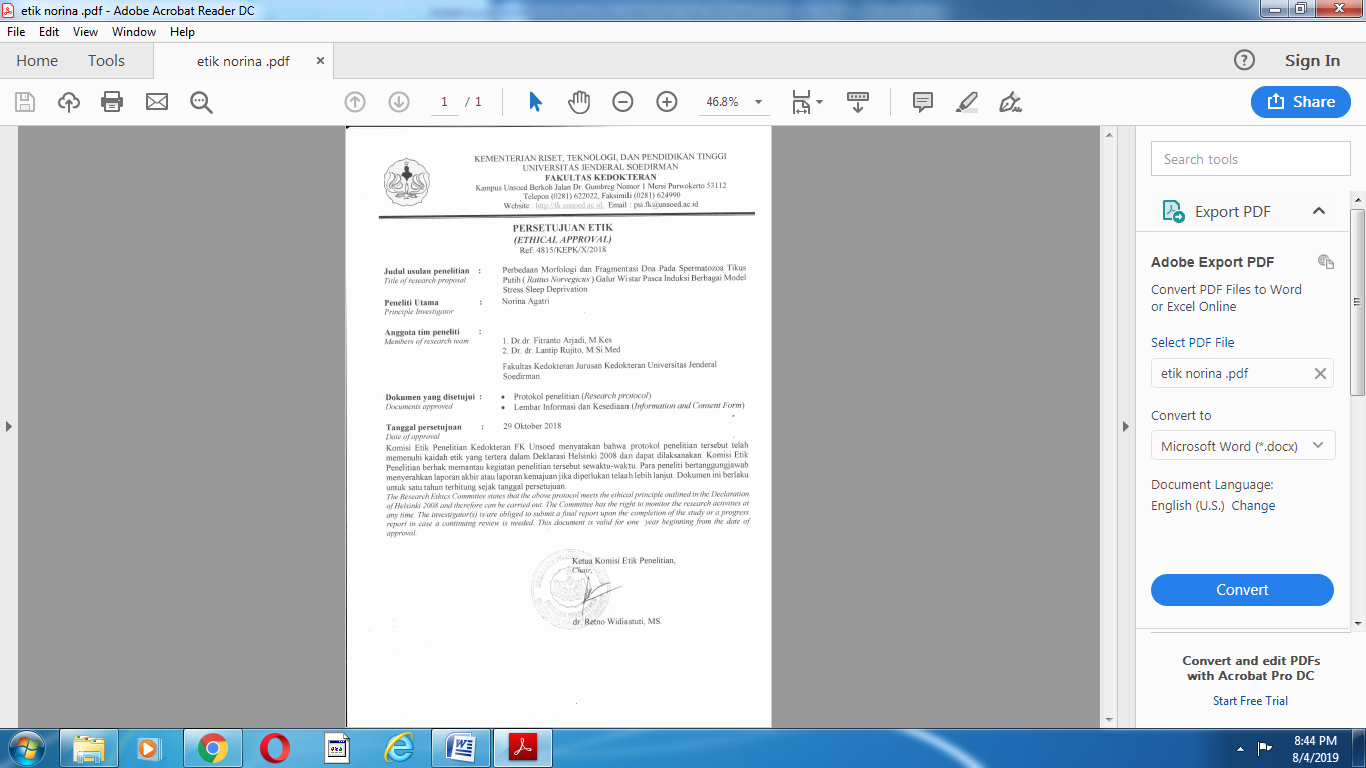 etik norina .pdf - Adobe Acrobat Reader DC
File Edit View Window Help
Home Tools etik norina .pdf Sign In
1 / 1 46.8% Share
KEMENTERIAN RISET, TEKNOLOGI, DAN PENDIDIKAN TINGGI
UNIVERSITAS JENDERAL SOEDIRMAN
FAKULTAS KEDOKTERAN
Kampus Unsoed Berkoh Jalan Dr. Gumbreg Nomor 1 Mersi Purwokerto 53112
Telepon (0281) 622022, Faksimili (0281) 624990
Website : http://fk.unsoed.ac.id, Email : psi.fk@unsoed.ac.id
PERSETUJUAN ETIK
(ETHICAL APPROVAL)
Ref: 4815/KEPK/X/2018
Judul usulan penelitian : Perbedaan Morfologi dan Fragmentasi Dna Pada Spermatozoa Tikus
Title of research proposal Putih ( Rattus Norvegicus ) Galur Wistar Pasca Induksi Berbagai Model
Stress Sleep Deprivation
Peneliti Utama : Norina Agatri
Principle Investigator
Anggota tim peneliti :
Members of research team 1. Dr.dr. Fitranto Arjadi, M.Kes
2. Dr. dr. Lantip Rujito, M.Si.Med
Fakultas Kedokteran Jurusan Kedokteran Universitas Jenderal
Soedirman
Dokumen yang disetujui : • Protokol penelitian (Research protocol)
Documents approved • Lembar Informasi dan Kesediaan (Information and Consent Form)
Tanggal persetujuan : 29 Oktober 2018
Date of approval
Komisi Etik Penelitian Kedokteran FK Unsoed menyatakan bahwa protokol penelitian tersebut telah
memenuhi kaidah etik yang tertera dalam Deklarasi Helsinki 2008 dan dapat dilaksanakan. Komisi Etik
Penelitian berhak memantau kegiatan penelitian tersebut sewaktu-waktu. Para peneliti bertanggungjawab
menyerahkan laporan akhir atau laporan kemajuan jika diperlukan telaah lebih lanjut. Dokumen ini berlaku
untuk satu tahun terhitung sejak tanggal persetujuan.
The Research Ethics Committee states that the above protocol meets the ethical principle outlined in the Declaration
of Helsinki 2008 and therefore can be carried out. The Committee has the right to monitor the research activities at
any time. The investigator(s) is are obliged to submit a final report upon the completion of the study or a progress
report in case a continuing review is needed. This document is valid for one year beginning from the date of
approval.
Ketua Komisi Etik Penelitian,
Chair,
dr. Retno Widiastuti, MS.
Search tools
Export PDF
Adobe Export PDF
Convert PDF Files to Word
or Excel Online
Select PDF File
etik norina .pdf
Convert to
Microsoft Word (*.docx)
Document Language:
English (U.S.) Change
Convert
Convert and edit PDFs
with Acrobat Pro DC
Start Free Trial
8:44 PM
8/4/2019